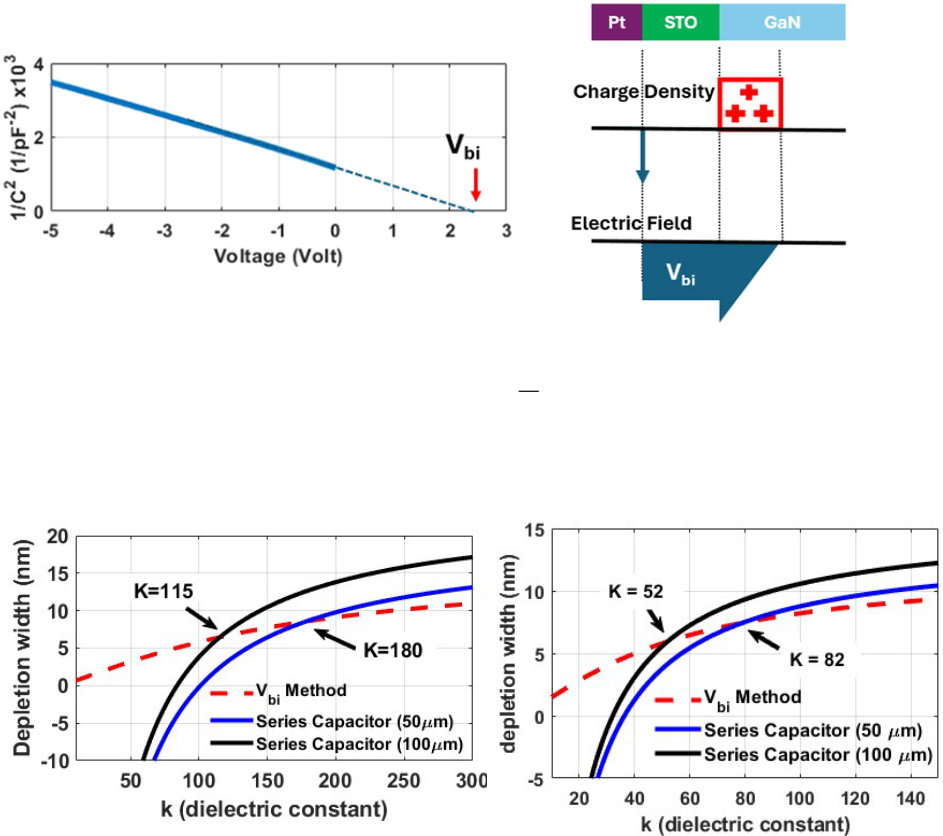 4
2
0
1/C² (1/pF⁻²) x10³
-5 -4 -3 -2 -1 0 1 2 3
Voltage (Volt)
V_bi
Pt STO GaN
Charge Density
Electric Field
V_bi
20
15
10
5
0
-5
-10
Depletion width (nm)
K=115
K=180
V_bi Method
Series Capacitor (50μm)
Series Capacitor (100μm)
50 100 150 200 250 300
k (dielectric constant)
15
10
5
0
-5
depletion width (nm)
K = 52
K = 82
V_bi Method
Series Capacitor (50 μm)
Series Capacitor (100 μm)
20 40 60 80 100 120 140
k (dielectric constant)